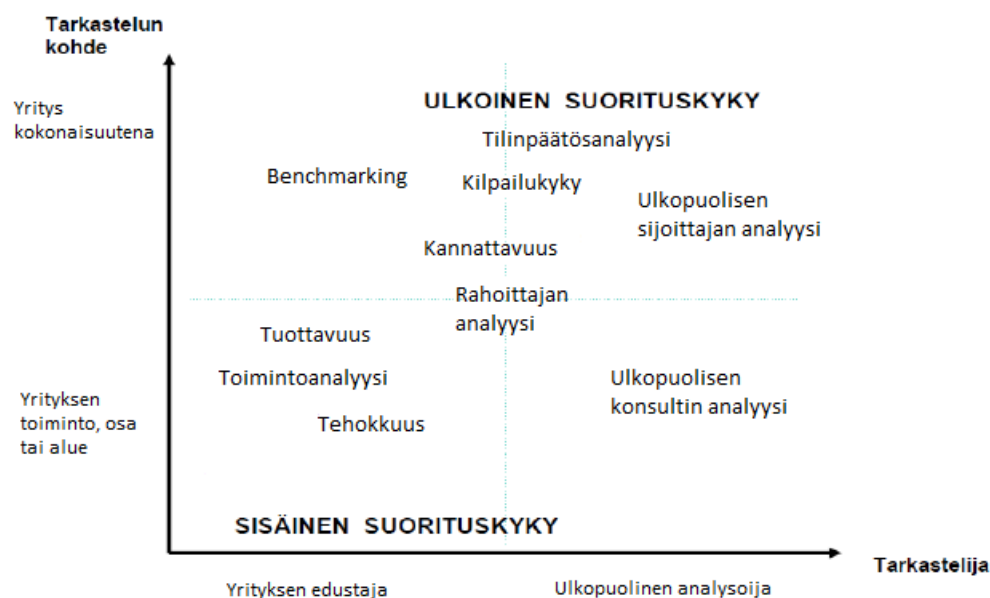 Tarkastelun
kohde
Yritys
kokonaisuutena
ULKOINEN SUORITUSKYKY
Tilinpäätösanalyysi
Benchmarking
Kilpailukyky
Ulkopuolisen
sijoittajan analyysi
Kannattavuus
Rahoittajan
analyysi
Tuottavuus
Toimintoanalyysi
Ulkopuolisen
konsultin analyysi
Yrityksen
toiminto, osa
tai alue
Tehokkuus
SISÄINEN SUORITUSKYKY
Tarkastelija
Yrityksen edustaja
Ulkopuolinen analysoija